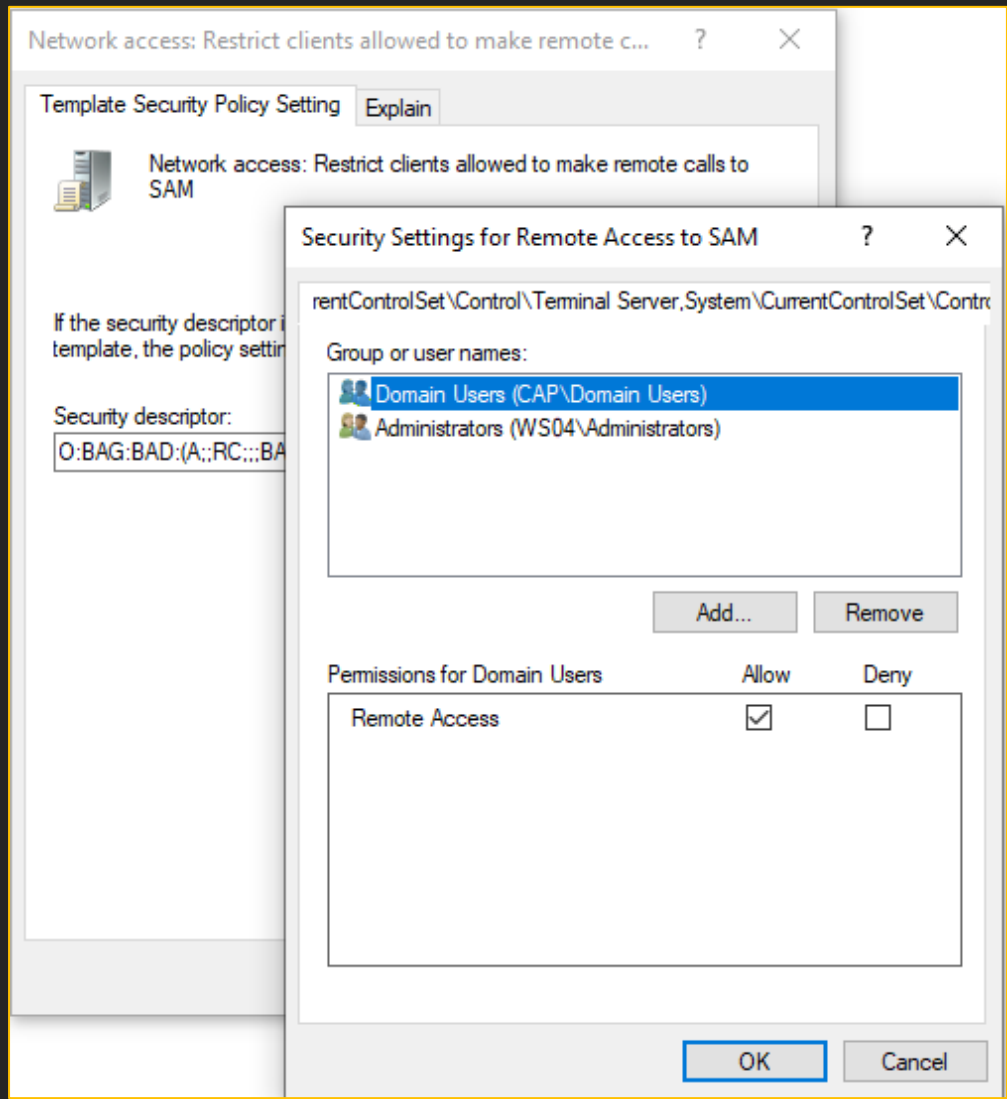 Network access: Restrict clients allowed to make remote c... ? ×
Template Security Policy Setting Explain
Network access: Restrict clients allowed to make remote calls to
SAM
Security Settings for Remote Access to SAM ? ×
rentControlSet\Control\Terminal Server,System\CurrentControlSet\Contro
If the security descriptor i
template, the policy settin
Group or user names:
Domain Users (CAP\Domain Users)
Administrators (WS04\Administrators)
Security descriptor:
O:BAG:BAD:(A;;RC;;;BA
Add... Remove
Permissions for Domain Users Allow Deny
Remote Access
OK Cancel